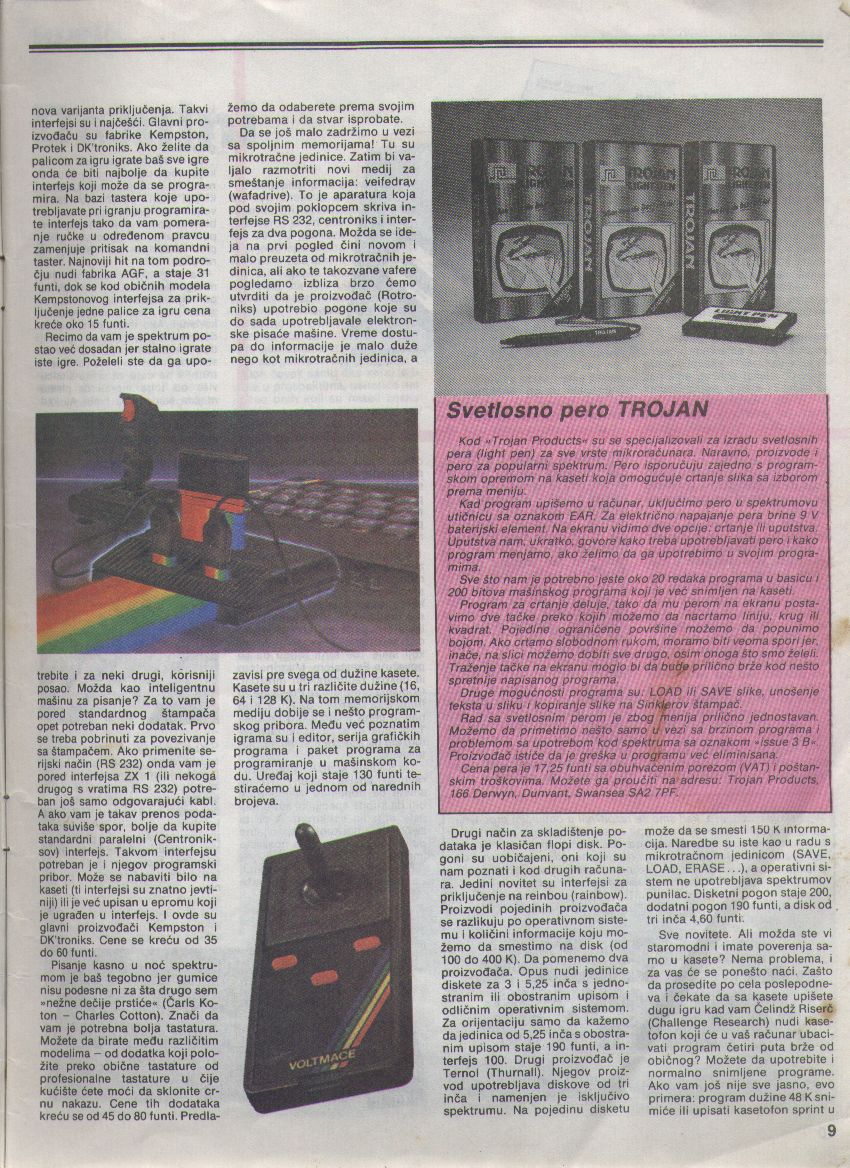 nova varijanta priključenja. Takvi
interfejsi su i najčešći. Glavni pro-
izvođaču su fabrike Kempston,
Protek i DK'troniks. Ako želite da
palicom za igru igrate baš sve igre
onda će biti najbolje da kupite
interfejs koji može da se progra-
mira. Na bazi tastera koje upo-
trebljavate pri igranju programira-
te interfejs tako da vam pomera-
nje ručke u određenom pravcu
zamenjuje pritisak na komandni
taster. Najnoviji hit na tom podro-
čju nudi fabrika AGF, a staje 31
funti, dok se kod običnih modela
Kempstonovog interfejsa za prik-
ljučenje jedne palice za igru cena
kreće oko 15 funti.
Recimo da vam je spektrum po-
stao već dosadan jer stalno igrate
iste igre. Poželeli ste da ga upo-
trebite i za neki drugi, korisniji
posao. Možda kao inteligentnu
mašinu za pisanje? Za to vam je
pored standardnog štampača
opet potreban neki dodatak. Prvo
se treba pobrinuti za povezivanje
sa štampačem. Ako primenite se-
rijski način (RS 232) onda vam je
pored interfejsa ZX 1 (ili nekoga
drugog s vratima RS 232) potre-
ban još samo odgovarajući kabl.
A ako vam je takav prenos poda-
taka suviše spor, bolje da kupite
standardni paralelni (Centronik-
sov) interfejs. Takvom interfejsu
potreban je i njegov programski
pribor. Može se nabaviti bilo na
kaseti (ti interfejsi su znatno jevti-
niji) ili je već upisan u epromu koji
je ugrađen u interfejs. I ovde su
glavni proizvođači Kempston i
DK'troniks. Cene se kreću od 35
do 60 funti.
Pisanje kasno u noć spektru-
mom je baš tegobno jer gumice
nisu podesne ni za šta drugo sem
»nežne dečije prstiće« (Čarls Ko-
ton – Charles Cotton). Znači da
vam je potrebna bolja tastatura.
Možete da birate među različitim
modelima – od dodatka koji polo-
žite preko obične tastature od
profesionalne tastature u čije
kućište ćete moći da sklonite cr-
nu nakazu. Cene tih dodataka
kreću se od 45 do 80 funti. Predla-
žemo da odaberete prema svojim
potrebama i da stvar isprobate.
Da se još malo zadržimo u vezi
sa spoljnim memorijama! Tu su
mikrotračne jedinice. Zatim bi va-
ljalo razmotriti novi medij za
smeštanje informacija: veifedrav
(wafadrive). To je aparatura koja
pod svojim poklopcem skriva in-
terfejse RS 232, centroniks i inter-
fejs za dva pogona. Možda se ide-
ja na prvi pogled čini novom i
malo preuzeta od mikrotračnih je-
dinica, ali ako te takozvane vafere
pogledamo izbliza brzo ćemo
utvrditi da je proizvođač (Rotro-
niks) upotrebio pogone koje su
do sada upotrebljavale elektron-
ske pisaće mašine. Vreme dostu-
pa do informacije je malo duže
nego kot mikrotračnih jedinica, a
zavisi pre svega od dužine kasete.
Kasete su u tri različite dužine (16,
64 i 128 K). Na tom memorijskom
mediju dobije se i nešto program-
skog pribora. Među već poznatim
igrama su i editor, serija grafičkih
programa i paket programa za
programiranje u mašinskom ko-
du. Uređaj koji staje 130 funti te-
stiraćemo u jednom od narednih
brojeva.
VOLTMACE
TROJAN
LIGHT PEN
TROJAN
LIGHT PEN
TROJAN
LIGHT PEN
TROJAN
TROJAN
TROJAN
LIGHT PEN
Svetlosno pero TROJAN
Kod »Trojan Products« su se specijalizovali za izradu svetlosnih
pera (light pen) za sve vrste mikroračunara. Naravno, proizvode i
pero za popularni spektrum. Pero isporučuju zajedno s program-
skom opremom na kaseti koja omogućuje crtanje slika sa izborom
prema meniju.
Kad program upišemo u računar, uključimo pero u spektrumovu
utičnicu sa oznakom EAR. Za električno napajanje pera brine 9 V
baterijski element. Na ekranu vidimo dve opcije: crtanje ili uputstva.
Uputstva nam, ukratko, govore kako treba upotrebljavati pero i kako
program menjamo, ako želimo da ga upotrebimo u svojim progra-
mima.
Sve što nam je potrebno jeste oko 20 redaka programa u basicu i
200 bitova mašinskog programa koji je već snimljen na kaseti.
Program za crtanje deluje, tako da mu perom na ekranu posta-
vimo dve tačke preko kojih možemo da nacrtamo liniju, krug ili
kvadrat. Pojedine ograničene površine možemo da popunimo
bojom. Ako crtamo slobodnom rukom, moramo biti veoma spori jer,
inače, na slici možemo dobiti sve drugo, osim onoga što smo želeli.
Traženje tačke na ekranu moglo bi da bude prilično brže kod nešto
spretnije napisanog programa.
Druge mogućnosti programa su: LOAD ili SAVE slike, unošenje
teksta u sliku i kopiranje slike na Sinklerov štampač.
Rad sa svetlosnim perom je zbog menija prilično jednostavan.
Možemo da primetimo nešto samo u vezi sa brzinom programa i
problemom sa upotrebom kod spektruma sa oznakom »issue 3 B«
Proizvođač ističe da je greška u programu već eliminisana.
Cena pera je 17,25 funti sa obuhvaćenim porezom (VAT) i poštan-
skim troškovima. Možete ga proučiti na adresu: Trojan Products,
166 Derwyn, Dunvant, Swansea SA2 7PF.
Drugi način za skladištenje po-
dataka je klasičan flopi disk. Po-
goni su uobičajeni, oni koji su
nam poznati i kod drugih računa-
ra. Jedini novitet su interfejsi za
priključenje na reinbou (rainbow).
Proizvodi pojedinih proizvođača
se razlikuju po operativnom siste-
mu i količini informacije koju mo-
žemo da smestimo na disk (od
100 do 400 K). Da pomenemo dva
proizvođača. Opus nudi jedinice
diskete za 3 i 5,25 inča s jedno-
stranim ili obostranim upisom i
odličnim operativnim sistemom.
Za orijentaciju samo da kažemo
da jedinica od 5,25 inča s obostra-
nim upisom staje 190 funti, a in-
terfejs 100. Drugi proizvođač je
Ternol (Thurnall). Njegov proiz-
vod upotrebljava diskove od tri
inča i namenjen je isključivo
spektrumu. Na pojedinu disketu
može da se smesti 150 K informa-
cija. Naredbe su iste kao u radu s
mikrotračnom jedinicom (SAVE,
LOAD, ERASE...), a operativni si-
stem ne upotrebljava spektrumov
punilac. Disketni pogon staje 200,
dodatni pogon 190 funti, a disk od
tri inča 4,60 funti.
Sve novitete. Ali možda ste vi
staromodni i imate poverenja sa-
mo u kasete? Nema problema, i
za vas će se ponešto naći. Zašto
da prosedite po cela poslepodne-
va i čekate da sa kasete upišete
dugu igru kad vam Čelindž Riserč
(Challenge Research) nudi kase-
tofon koji će u vaš računar ubaci-
vati program četiri puta brže od
običnog? Možete da upotrebite i
normalno snimljene programe.
Ako vam još nije sve jasno, evo
primera: program dužine 48 K sni-
miće ili upisati kasetofon sprint u
9